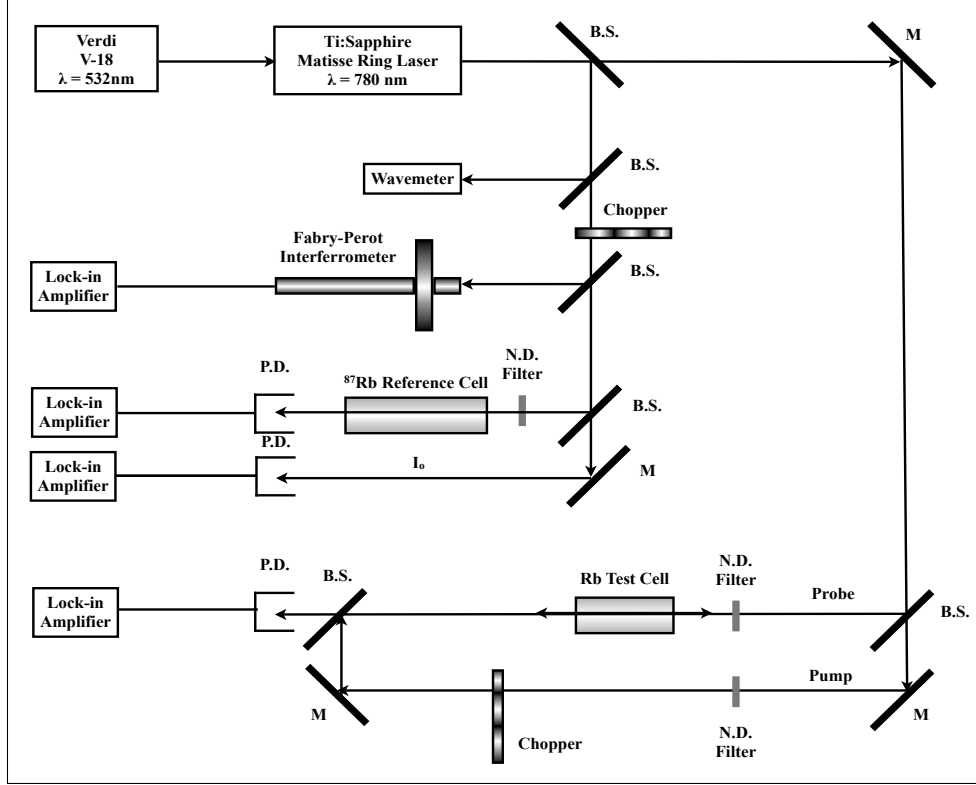 Verdi
V-18
λ = 532nm
Ti:Sapphire
Matisse Ring Laser
λ = 780 nm
B.S.
M
B.S.
Wavemeter
Chopper
Fabry-Perot
Interferrometer
B.S.
Lock-in
Amplifier
P.D.
⁸⁷Rb Reference Cell
N.D.
Filter
B.S.
Lock-in
Amplifier
P.D.
Lock-in
Amplifier
Iₒ
M
P.D.
B.S.
Rb Test Cell
N.D.
Filter
Probe
B.S.
Lock-in
Amplifier
Pump
M
M
Chopper
N.D.
Filter